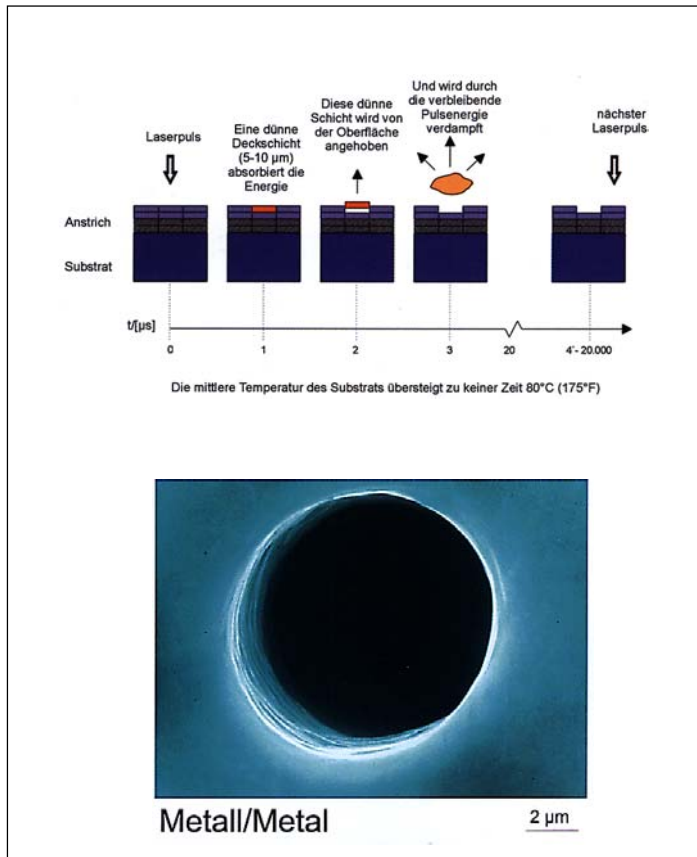 Laserpuls
Eine dünne
Deckschicht
(5-10 µm)
absorbiert die
Energie
Diese dünne
Schicht wird von
der Oberfläche
angehoben
Und wird durch
die verbleibende
Pulsenergie
verdampft
nächster
Laserpuls
Anstrich
Substrat
t/[µs]
0 1 2 3 20 4'- 20.000
Die mittlere Temperatur des Substrats übersteigt zu keiner Zeit 80°C (175°F)
Metall/Metal
2 µm